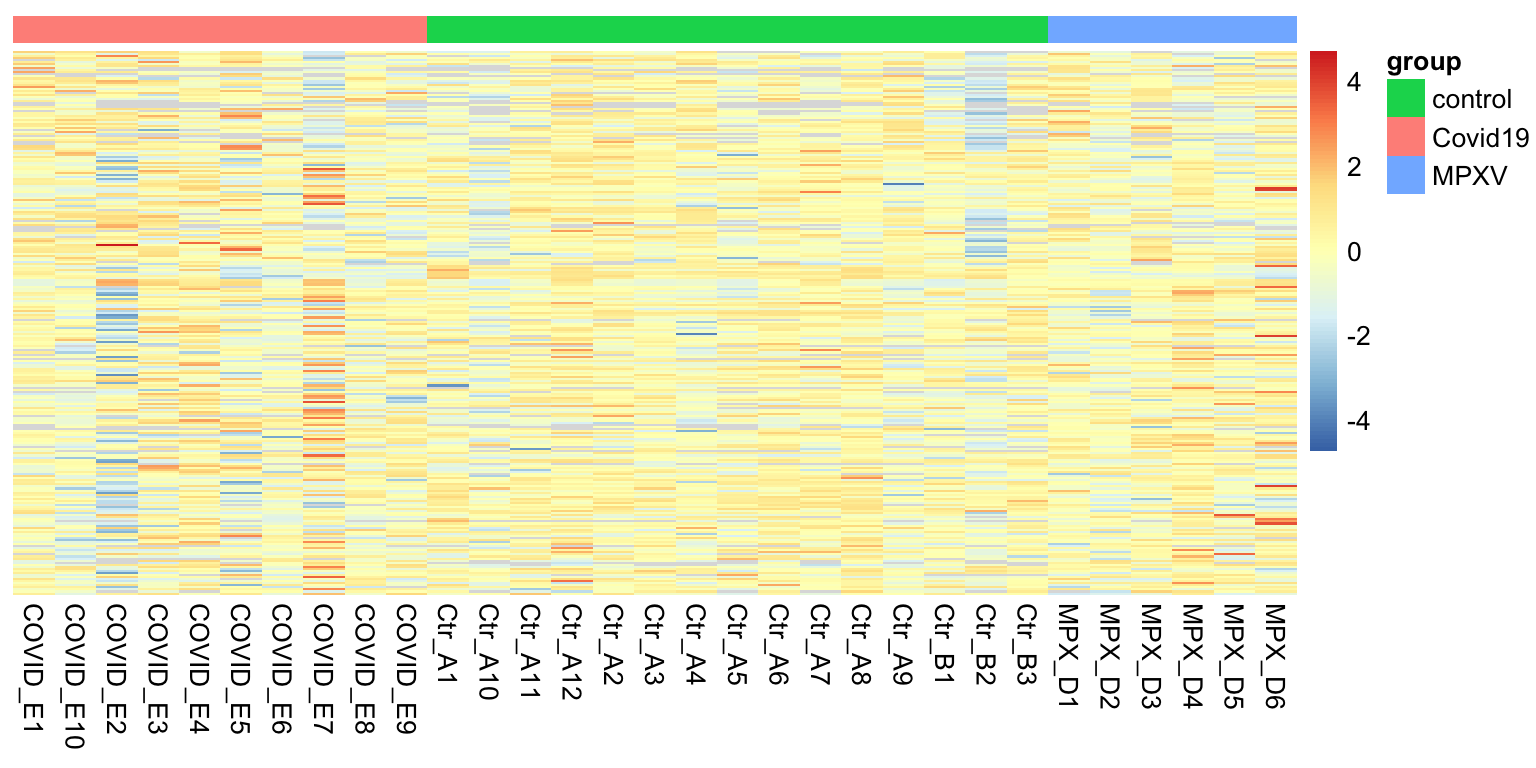 group
control
Covid19
MPXV
4
2
0
-2
-4
COVID_E1
COVID_E10
COVID_E2
COVID_E3
COVID_E4
COVID_E5
COVID_E6
COVID_E7
COVID_E8
COVID_E9
Ctr_A1
Ctr_A10
Ctr_A11
Ctr_A12
Ctr_A2
Ctr_A3
Ctr_A4
Ctr_A5
Ctr_A6
Ctr_A7
Ctr_A8
Ctr_A9
Ctr_B1
Ctr_B2
Ctr_B3
MPX_D1
MPX_D2
MPX_D3
MPX_D4
MPX_D5
MPX_D6